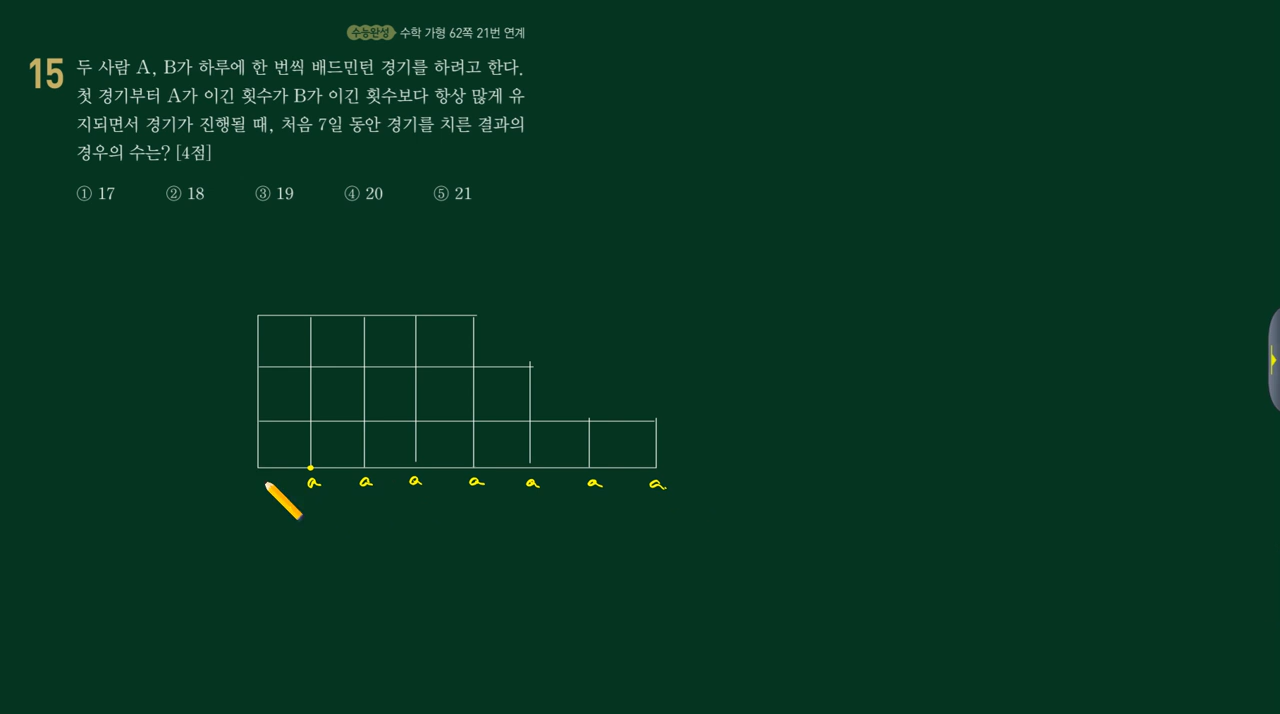 수능완성 수학 가형 62쪽 21번 연계
15 두 사람 A, B가 하루에 한 번씩 배드민턴 경기를 하려고 한다.
첫 경기부터 A가 이긴 횟수가 B가 이긴 횟수보다 항상 많게 유
지되면서 경기가 진행될 때, 처음 7일 동안 경기를 치른 결과의
경우의 수는? [4점]
① 17 ② 18 ③ 19 ④ 20 ⑤ 21
a a a a a a a